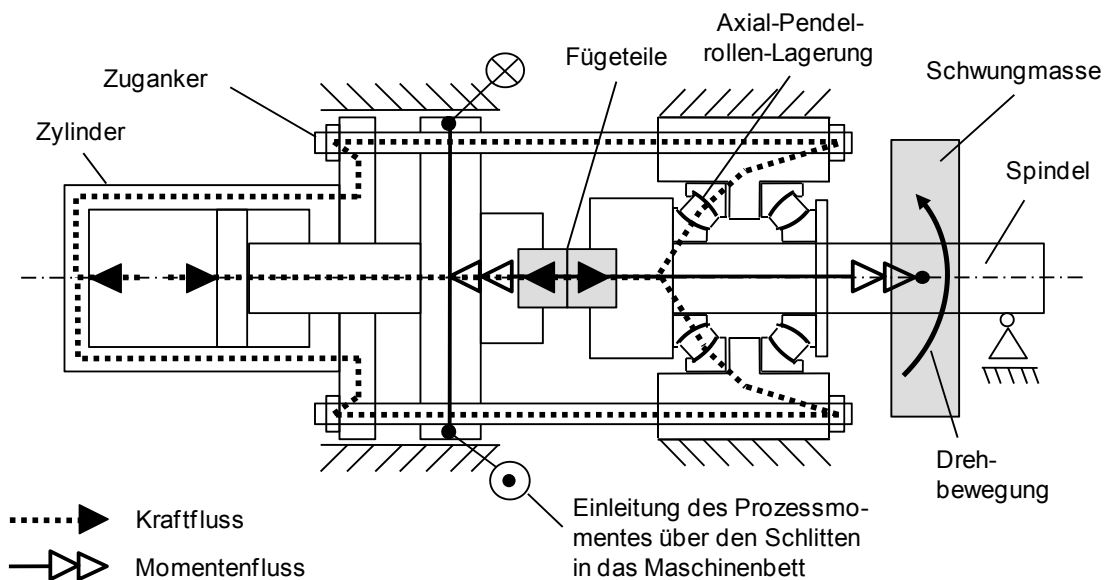 Axial-Pendel-
rollen-Lagerung
Fügeteile
Schwungmasse
Zuganker
Zylinder
Spindel
Dreh-
bewegung
Einleitung des Prozessmo-
mentes über den Schlitten
in das Maschinenbett
Kraftfluss
Momentenfluss